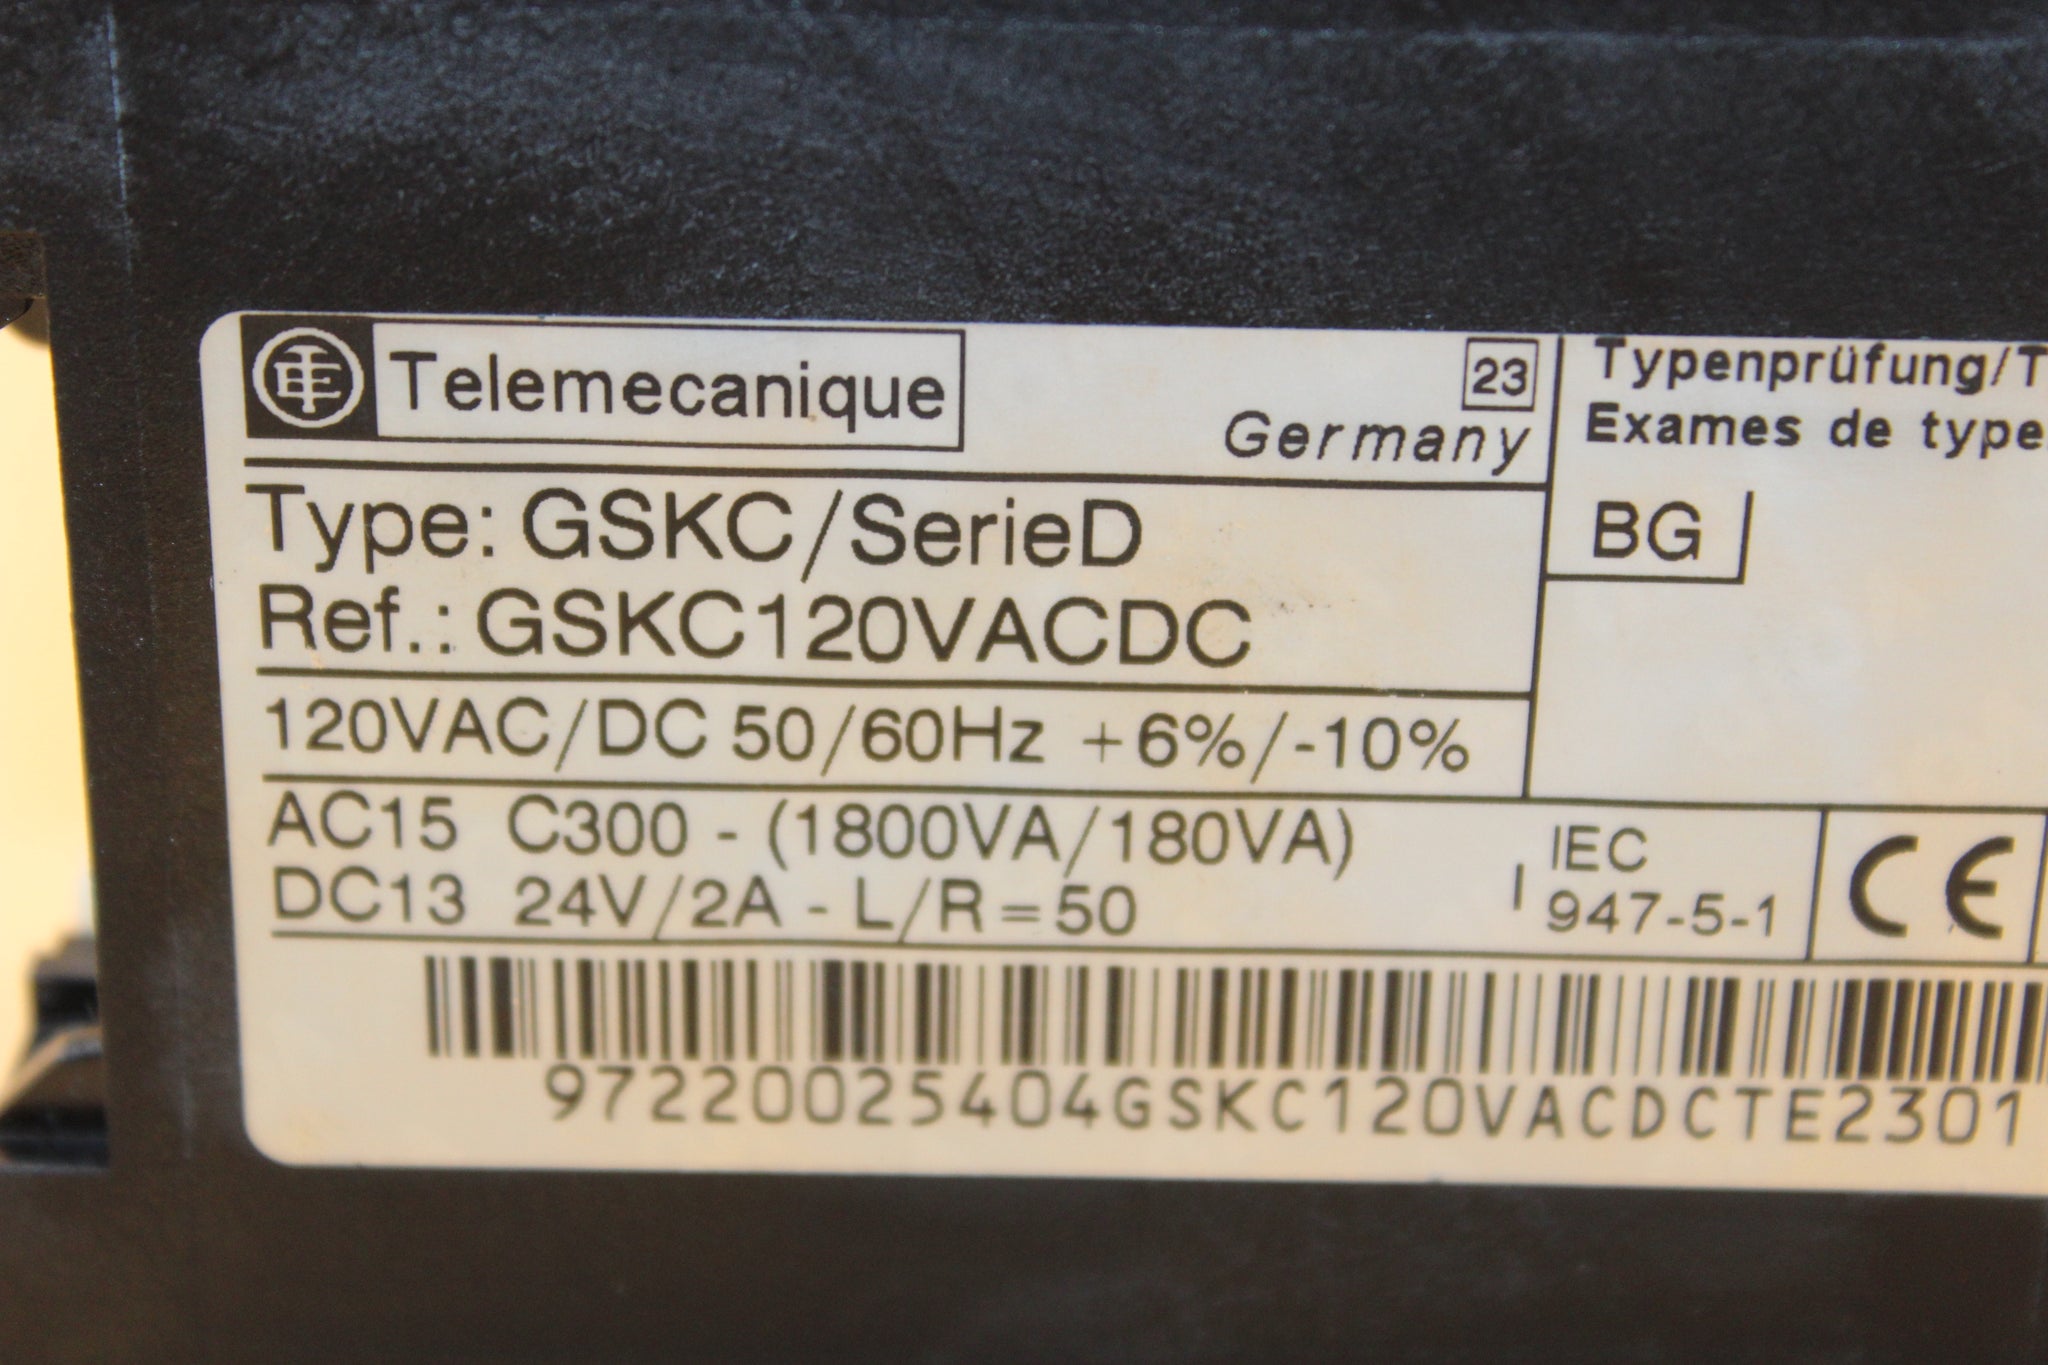 Telemecanique
23
Germany
Type: GSKC/SerieD
Ref.: GSKC120VACDC
120VAC/DC 50/60Hz +6%/-10%
AC15 C300 - (1800VA/180VA)
DC13 24V/2A - L/R=50
IEC
947-5-1
CE
Typenprüfung/T
Exames de type
BG
97220025404GSKC120VACDCTE2301